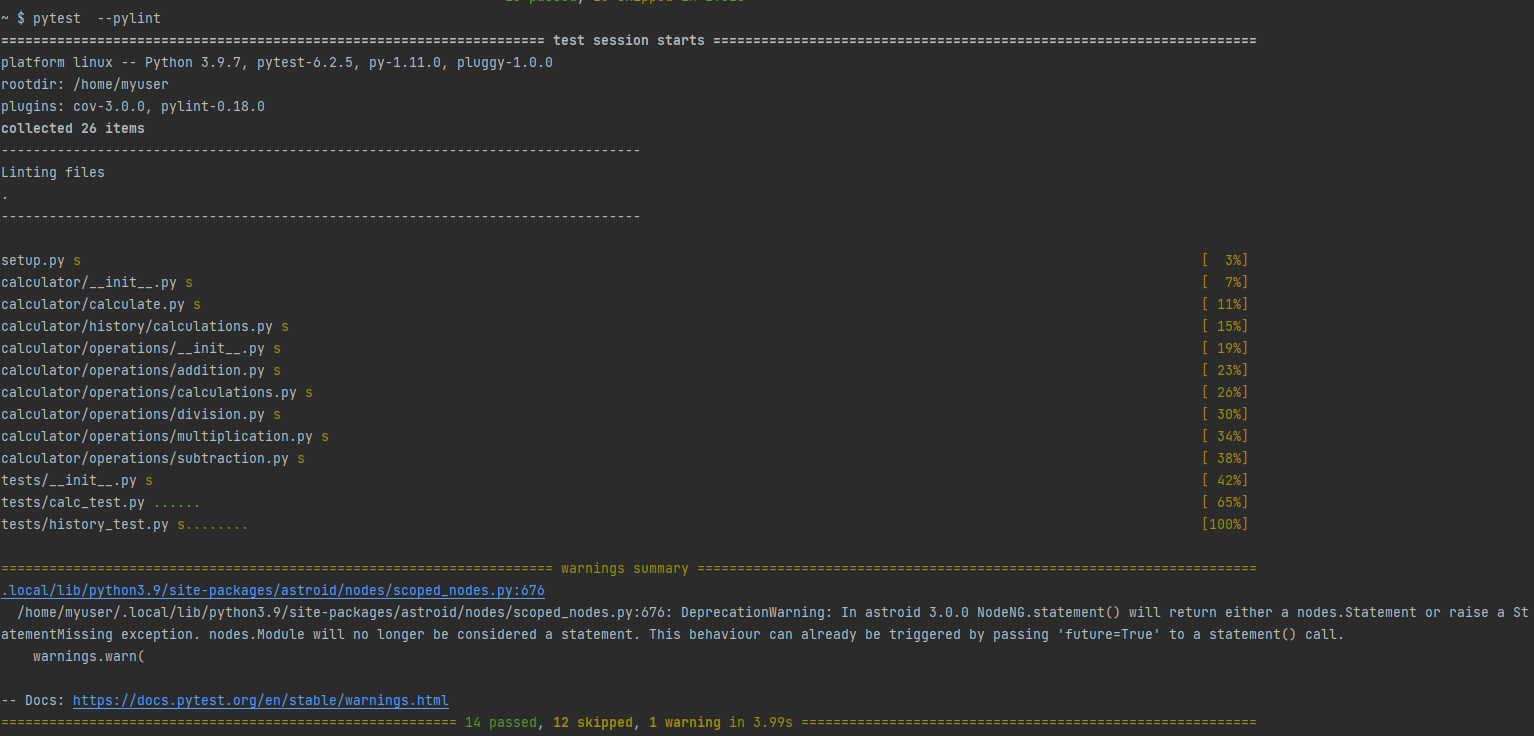 passed, skipped in
~ $ pytest  --pylint
==================================================================== test session starts ====================================================================
platform linux -- Python 3.9.7, pytest-6.2.5, py-1.11.0, pluggy-1.0.0
rootdir: /home/myuser
plugins: cov-3.0.0, pylint-0.18.0
collected 26 items
--------------------------------------------------------------------------------
Linting files
.
--------------------------------------------------------------------------------
setup.py s [  3%]
calculator/__init__.py s [  7%]
calculator/calculate.py s [ 11%]
calculator/history/calculations.py s [ 15%]
calculator/operations/__init__.py s [ 19%]
calculator/operations/addition.py s [ 23%]
calculator/operations/calculations.py s [ 26%]
calculator/operations/division.py s [ 30%]
calculator/operations/multiplication.py s [ 34%]
calculator/operations/subtraction.py s [ 38%]
tests/__init__.py s [ 42%]
tests/calc_test.py ...... [ 65%]
tests/history_test.py s........ [100%]
===================================================================== warnings summary ======================================================================
.local/lib/python3.9/site-packages/astroid/nodes/scoped_nodes.py:676
  /home/myuser/.local/lib/python3.9/site-packages/astroid/nodes/scoped_nodes.py:676: DeprecationWarning: In astroid 3.0.0 NodeNG.statement() will return either a nodes.Statement or raise a St
atementMissing exception. nodes.Module will no longer be considered a statement. This behaviour can already be triggered by passing 'future=True' to a statement() call.
    warnings.warn(
-- Docs: https://docs.pytest.org/en/stable/warnings.html
========================================================= 14 passed, 12 skipped, 1 warning in 3.99s =========================================================